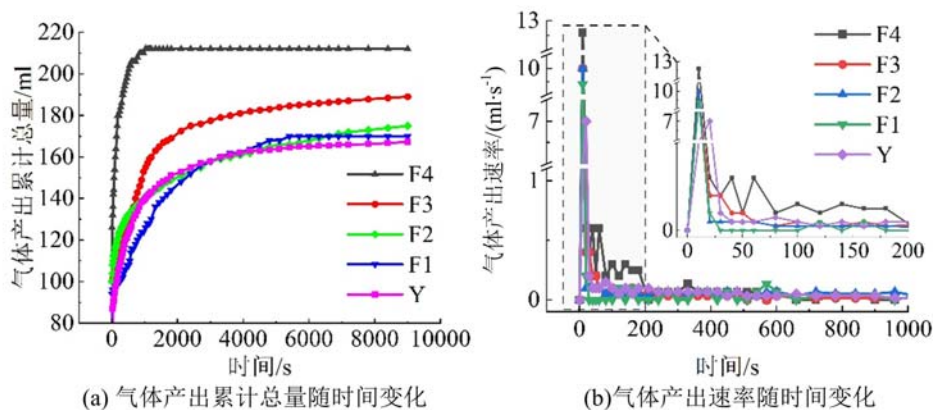 气体产出累计总量/ml
220
200
180
160
140
120
100
80
0
2000
4000
6000
8000
10000
时间/s
F4
F3
F2
F1
Y
(a) 气体产出累计总量随时间变化
气体产出速率/(ml·s⁻¹)
13
10
7
1
0
0
200
400
600
800
1000
时间/s
F4
F3
F2
F1
Y
13
10
7
0
0
50
100
150
200
(b)气体产出速率随时间变化